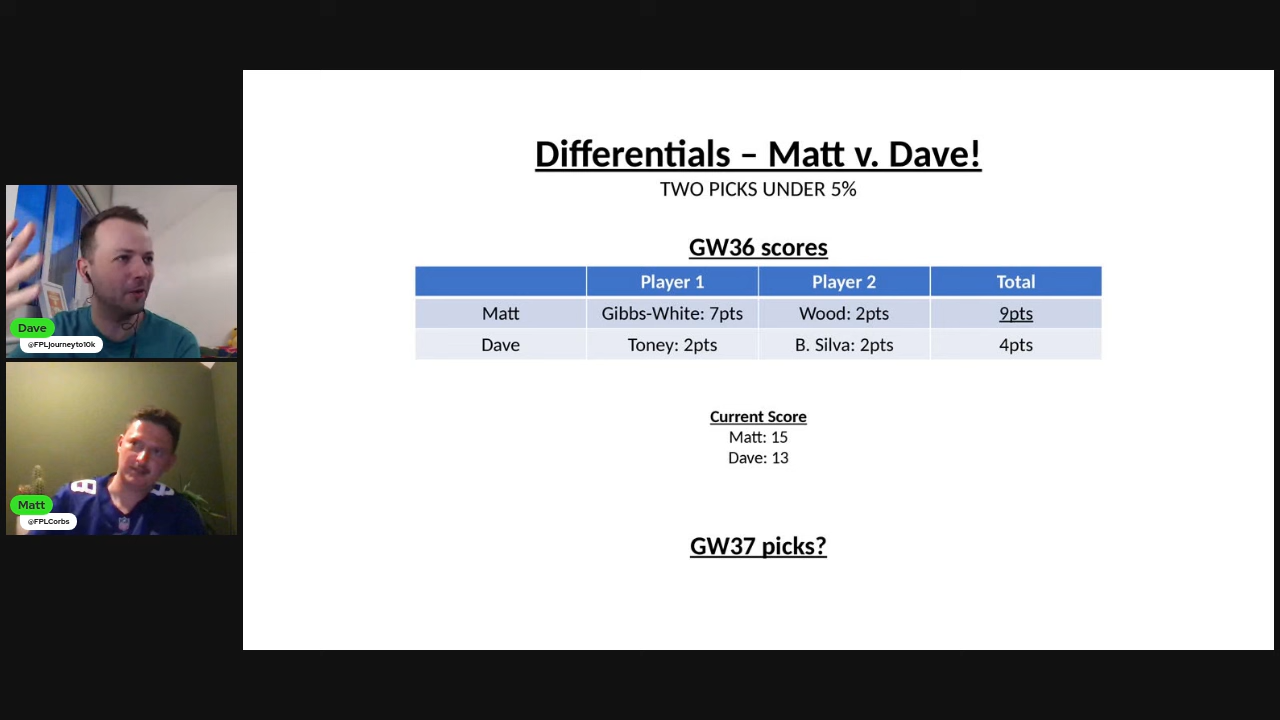 Differentials – Matt v. Dave!
TWO PICKS UNDER 5%
GW36 scores
Player 1 Player 2 Total
Matt Gibbs-White: 7pts Wood: 2pts 9pts
Dave Toney: 2pts B. Silva: 2pts 4pts
Current Score
Matt: 15
Dave: 13
GW37 picks?
Dave
@FPLjourneyto10k
Matt
@FPLCorbs